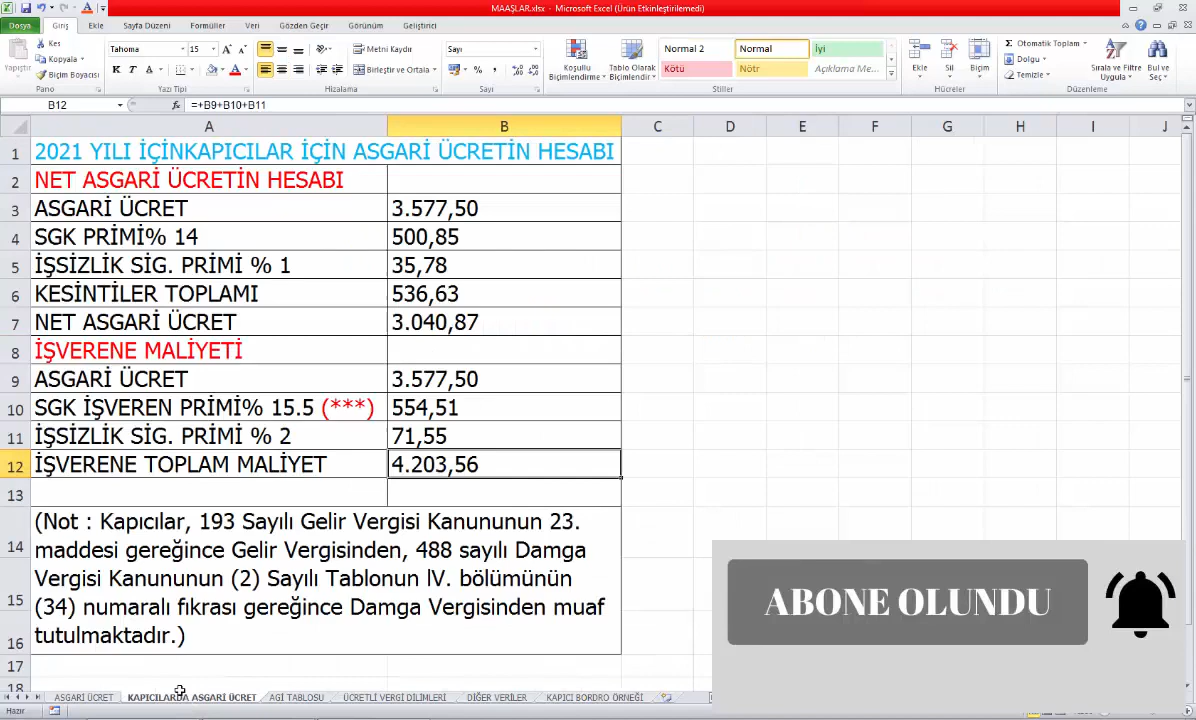 MAAŞLAR.xlsx - Microsoft Excel (Ürün Etkinleştirilemedi)
Dosya Giriş Ekle Sayfa Düzeni Formüller Veri Gözden Geçir Görünüm Geliştirici
Yapıştır Kes Kopyala Biçim Boyacısı Pano
Tahoma 15 K T A Yazı Tipi
Metni Kaydır Birleştir ve Ortala Hizalama
Sayı % Sayı
Koşullu Biçimlendirme Tablo Olarak Biçimlendir
Normal 2 Normal İyi
Kötü Nötr Açıklama Me...
Stiller
Ekle Sil Biçim Hücreler
Σ Otomatik Toplam Dolgu Temizle Sırala ve Filtre Uygula Bul ve Seç Düzenleme
B12 fx =+B9+B10+B11
A B C D E F G H I J
1 2021 YILI İÇİNKAPICILAR İÇİN ASGARİ ÜCRETİN HESABI
2 NET ASGARİ ÜCRETİN HESABI
3 ASGARİ ÜCRET 3.577,50
4 SGK PRİMİ% 14 500,85
5 İŞSİZLİK SİG. PRİMİ % 1 35,78
6 KESİNTİLER TOPLAMI 536,63
7 NET ASGARİ ÜCRET 3.040,87
8 İŞVERENE MALİYETİ
9 ASGARİ ÜCRET 3.577,50
10 SGK İŞVEREN PRİMİ% 15.5 (***) 554,51
11 İŞSİZLİK SİG. PRİMİ % 2 71,55
12 İŞVERENE TOPLAM MALİYET 4.203,56
13
(Not : Kapıcılar, 193 Sayılı Gelir Vergisi Kanununun 23.
14 maddesi gereğince Gelir Vergisinden, 488 sayılı Damga
Vergisi Kanununun (2) Sayılı Tablonun lV. bölümünün
15 (34) numaralı fıkrası gereğince Damga Vergisinden muaf
16 tutulmaktadır.)
17
18
ABONE OLUNDU
ASGARİ ÜCRET KAPICILARDA ASGARİ ÜCRET AGİ TABLOSU ÜCRETLİ VERGİ DİLİMLERİ DİĞER VERİLER KAPICI BORDRO ÖRNEĞİ
Hazır